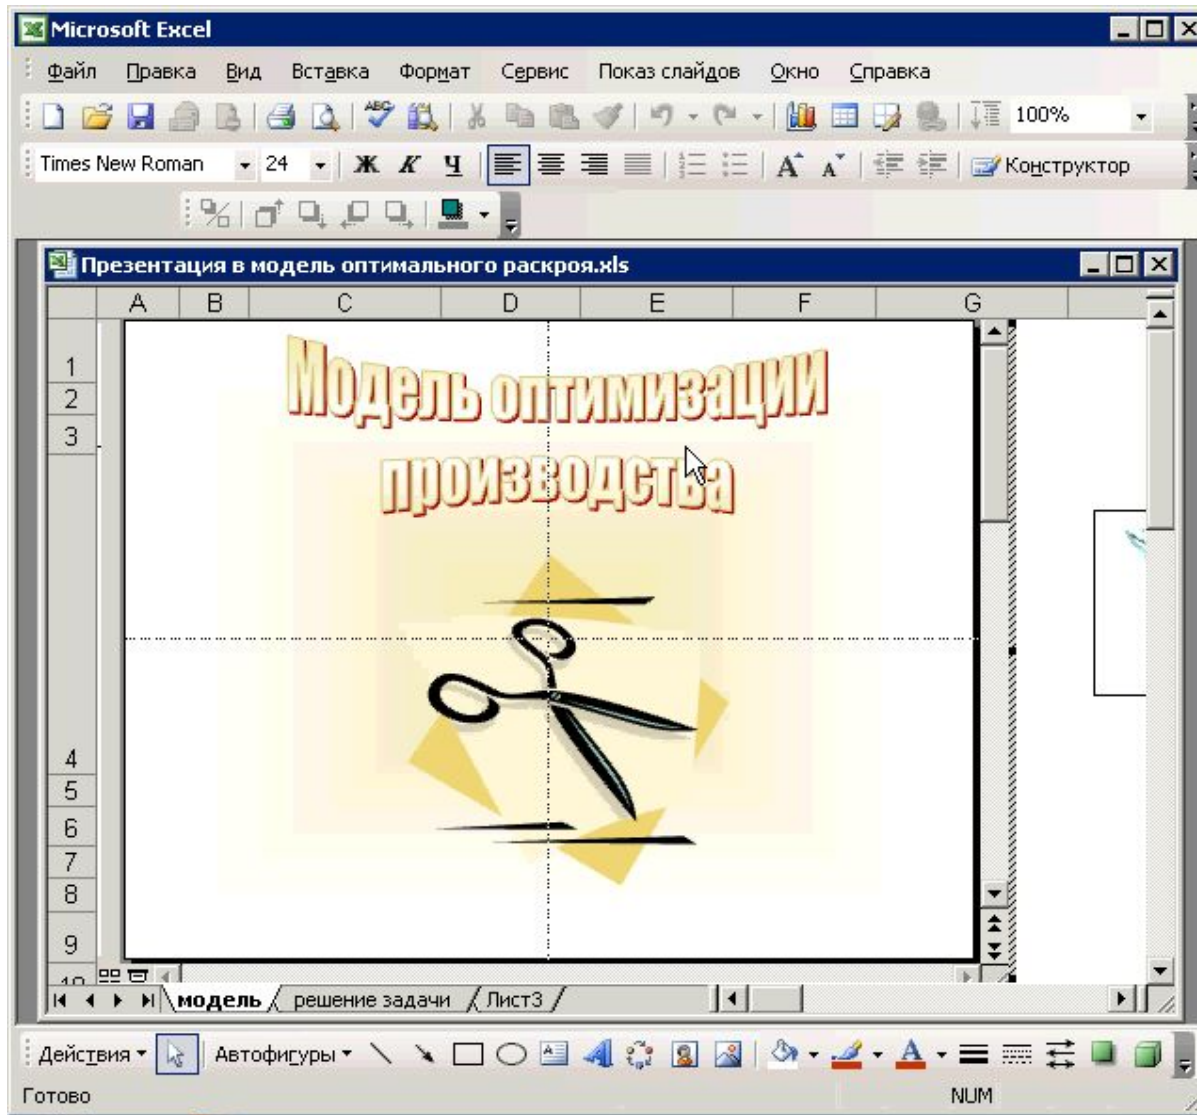 Microsoft Excel
Файл Правка Вид Вставка Формат Сервис Показ слайдов Окно Справка
ABC 100%
Times New Roman 24 Ж К Ч A A Конструктор
Презентация в модель оптимального раскроя.xls
A B C D E F G
1
2
3
4
5
6
7
8
9
10
Модель оптимизации
производства
модель решение задачи Лист3
Действия Автофигуры A A
Готово NUM